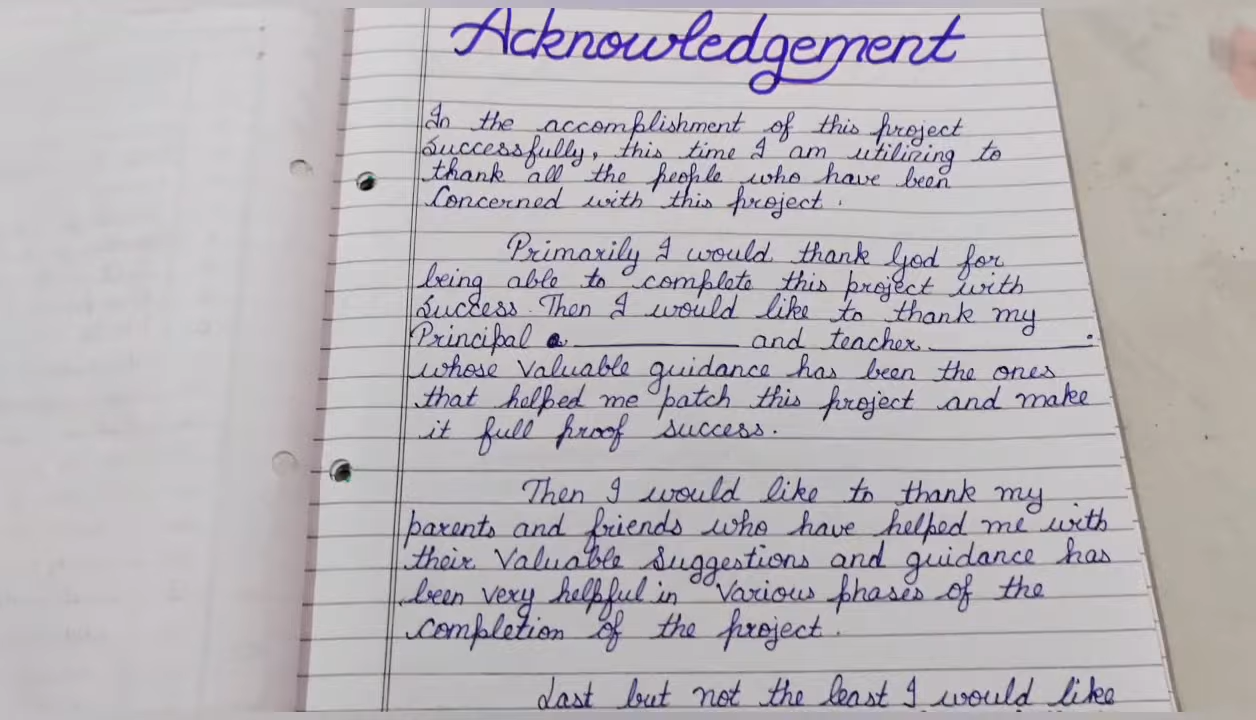 Acknowledgement
In the accomplishment of this project
successfully, this time I am utilizing to
thank all the people who have been
Concerned with this project.
Primarily I would thank God for
being able to complete this project with
success. Then I would like to thank my
Principal __________ and teacher __________.
whose valuable guidance has been the ones
that helped me patch this project and make
it full proof success.
Then I would like to thank my
parents and friends who have helped me with
their Valuable Suggestions and guidance has
been very helpful in Various phases of the
completion of the project.
Last but not the least I would like